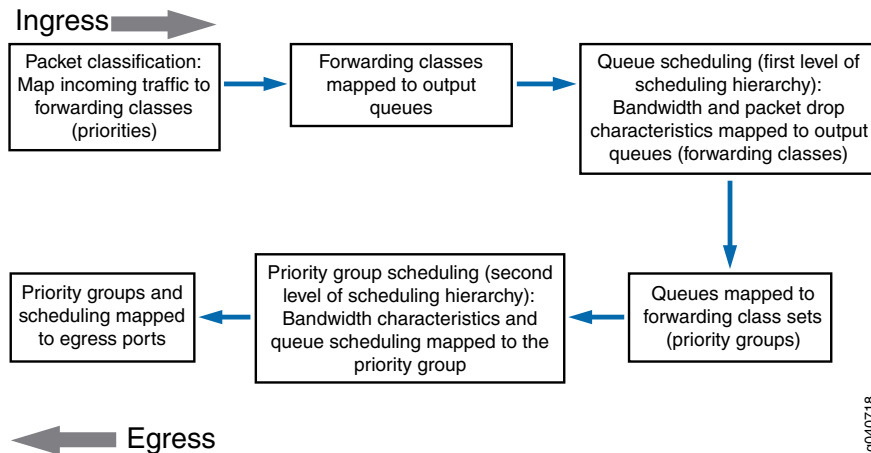 Ingress
Packet classification:
Map incoming traffic to
forwarding classes
(priorities)
Forwarding classes
mapped to output
queues
Queue scheduling (first level of
scheduling hierarchy):
Bandwidth and packet drop
characteristics mapped to output
queues (forwarding classes)
Queues mapped to
forwarding class sets
(priority groups)
Priority group scheduling (second
level of scheduling hierarchy):
Bandwidth characteristics and
queue scheduling mapped to the
priority group
Priority groups and
scheduling mapped
to egress ports
Egress
g040718